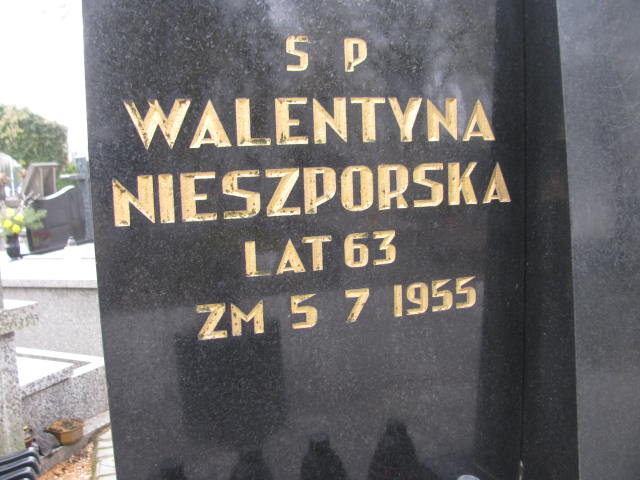 S P
WALENTYNA
NIESZPORSKA
LAT 63
ZM 5 7 1955